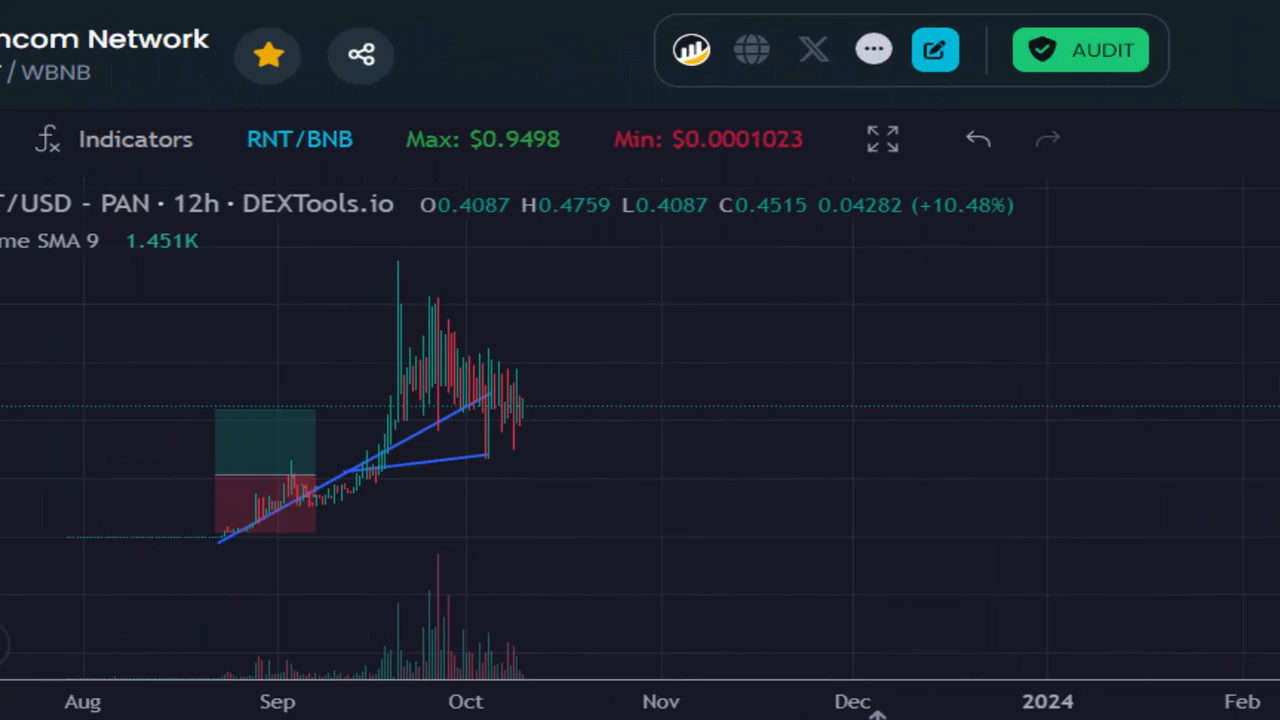 ncom Network
/ WBNB
AUDIT
Indicators RNT/BNB Max: $0.9498 Min: $0.0001023
T/USD - PAN · 12h · DEXTools.io O0.4087 H0.4759 L0.4087 C0.4515 0.04282 (+10.48%)
me SMA 9 1.451K
Aug Sep Oct Nov Dec 2024 Feb